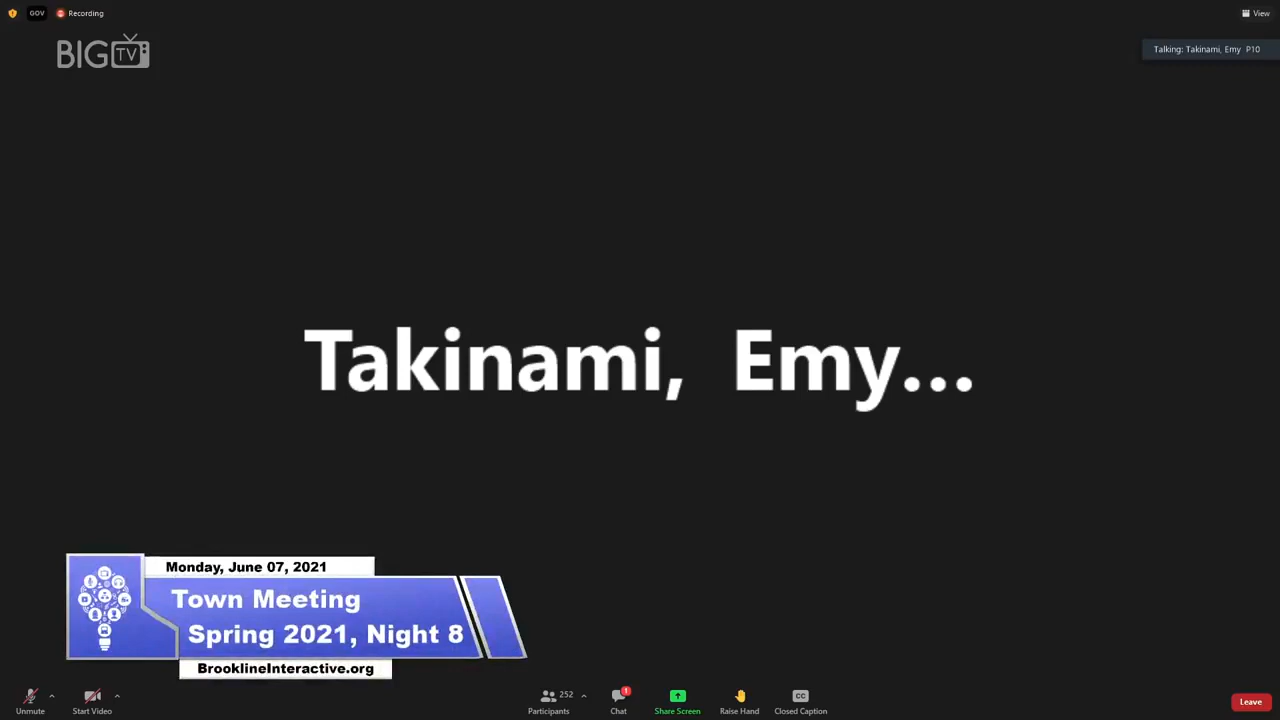 GOV Recording View
BIG TV
Talking: Takinami, Emy P10
Takinami, Emy...
Monday, June 07, 2021
Town Meeting
Spring 2021, Night 8
BrooklineInteractive.org
252 1 CC
Unmute Start Video Participants Chat Share Screen Raise Hand Closed Caption Leave